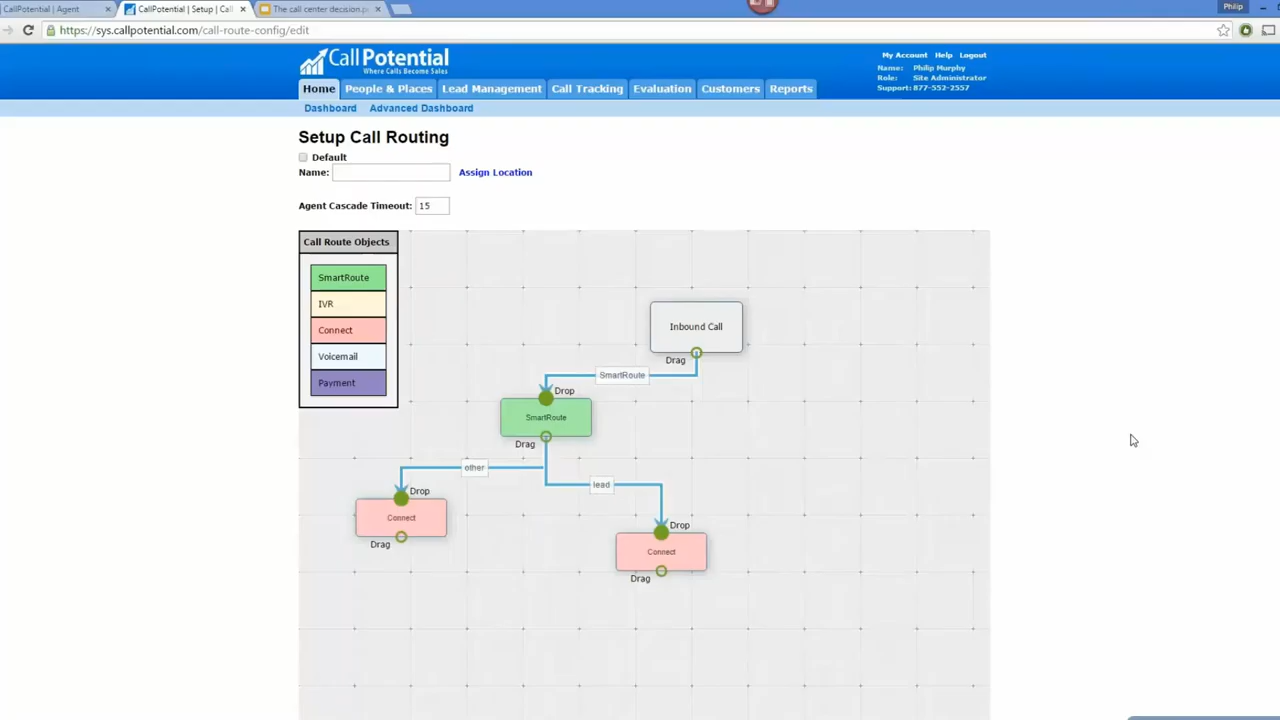 CallPotential | Agent
CallPotential | Setup | Call
The call center decision.p
Philip
https://sys.callpotential.com/call-route-config/edit
CallPotential
Where Calls Become Sales
My Account Help Logout
Name: Philip Murphy
Role: Site Administrator
Support: 877-552-2557
Home People & Places Lead Management Call Tracking Evaluation Customers Reports
Dashboard Advanced Dashboard
Setup Call Routing
Default
Name: Assign Location
Agent Cascade Timeout: 15
Call Route Objects
SmartRoute
IVR
Connect
Voicemail
Payment
Inbound Call
Drag
SmartRoute
Drop
SmartRoute
Drag
other
lead
Drop
Connect
Drag
Drop
Connect
Drag